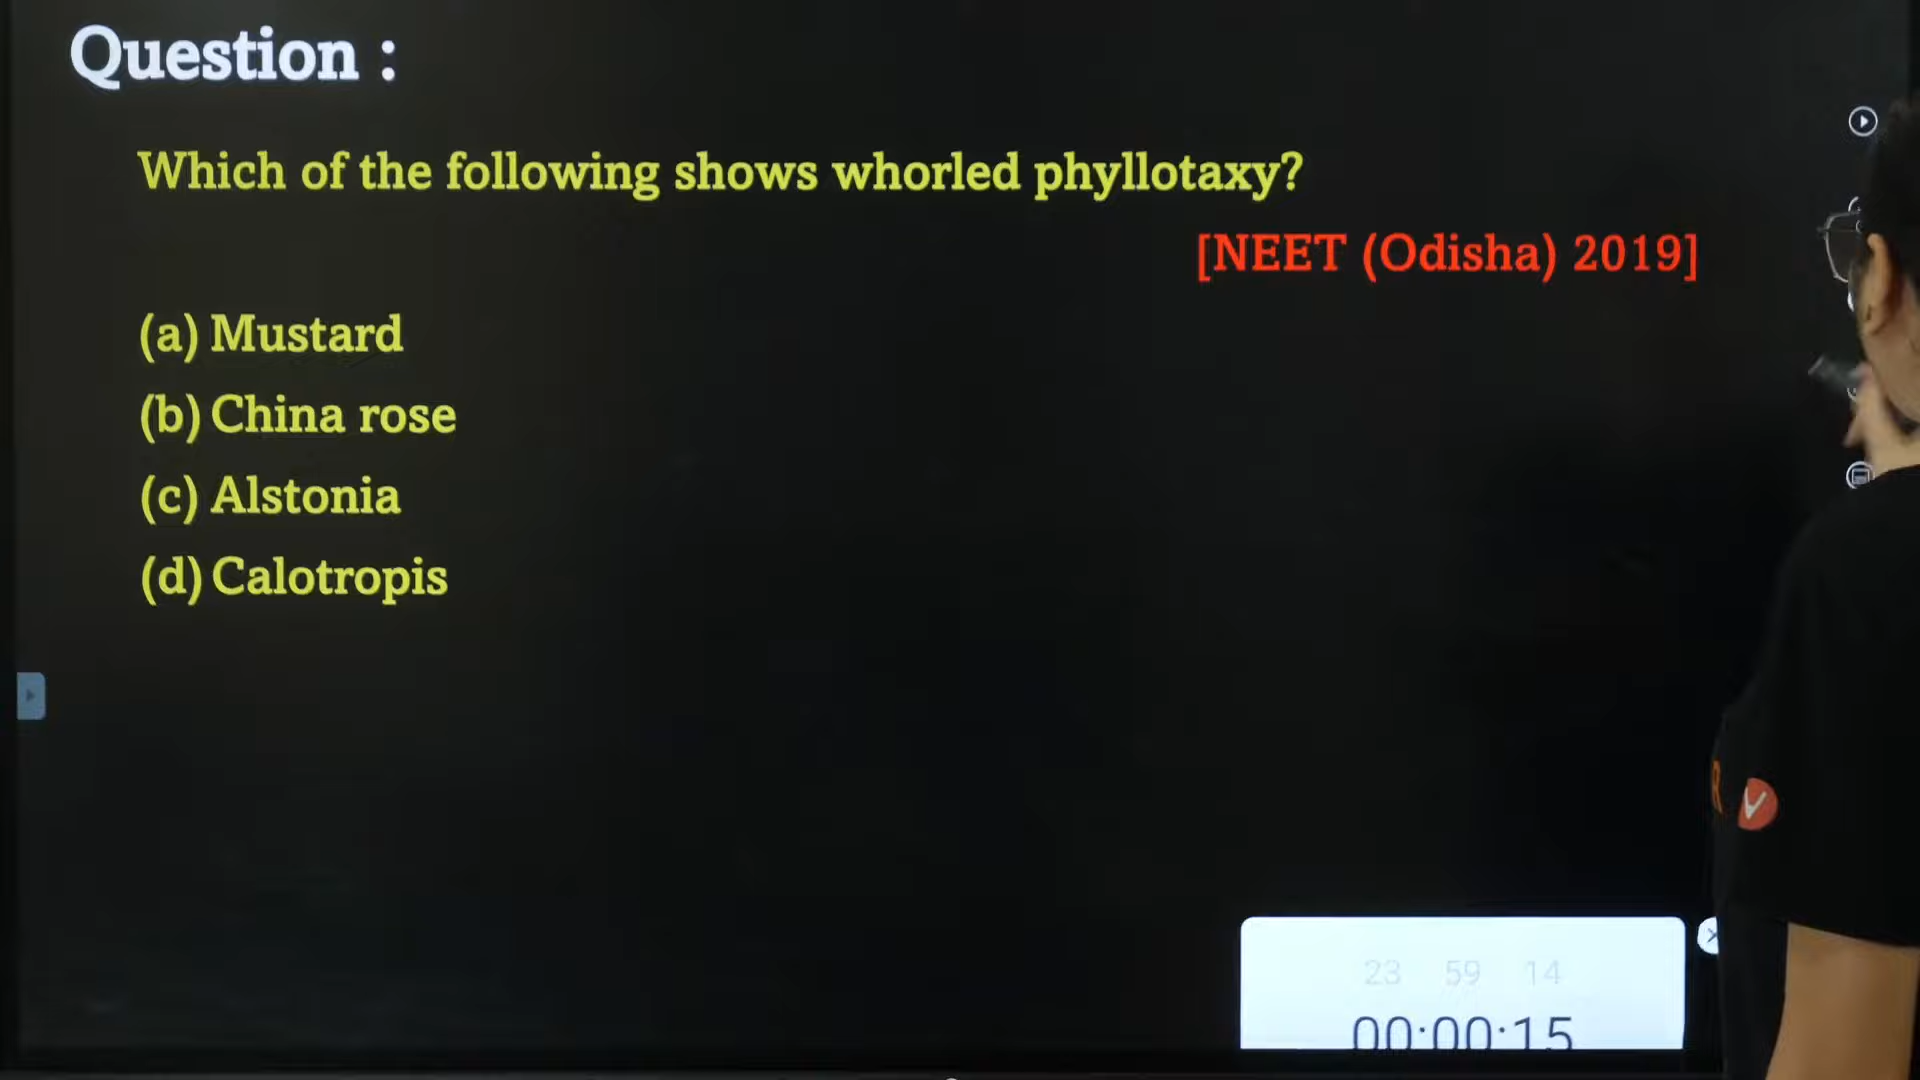 Question :
Which of the following shows whorled phyllotaxy?
[NEET (Odisha) 2019]
(a) Mustard
(b) China rose
(c) Alstonia
(d) Calotropis
R
23 59 14
00:00:15